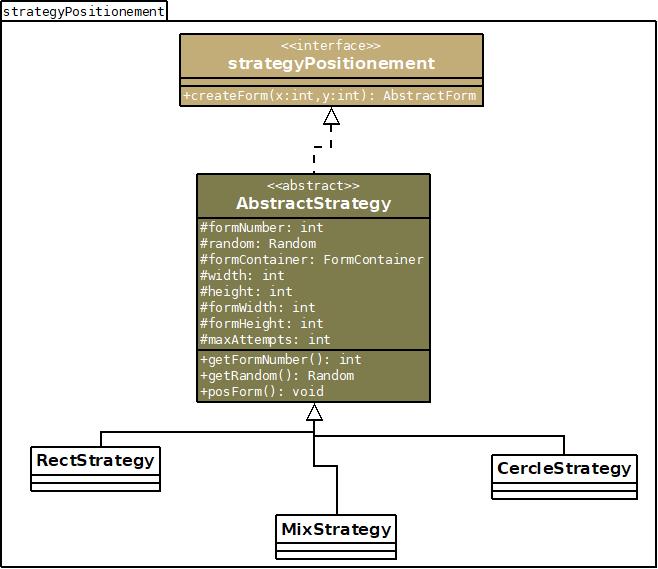 strategyPositionement
<<interface>>
strategyPositionement
+createForm(x:int,y:int): AbstractForm
<<abstract>>
AbstractStrategy
#formNumber: int
#random: Random
#formContainer: FormContainer
#width: int
#height: int
#formWidth: int
#formHeight: int
#maxAttempts: int
+getFormNumber(): int
+getRandom(): Random
+posForm(): void
RectStrategy
CercleStrategy
MixStrategy